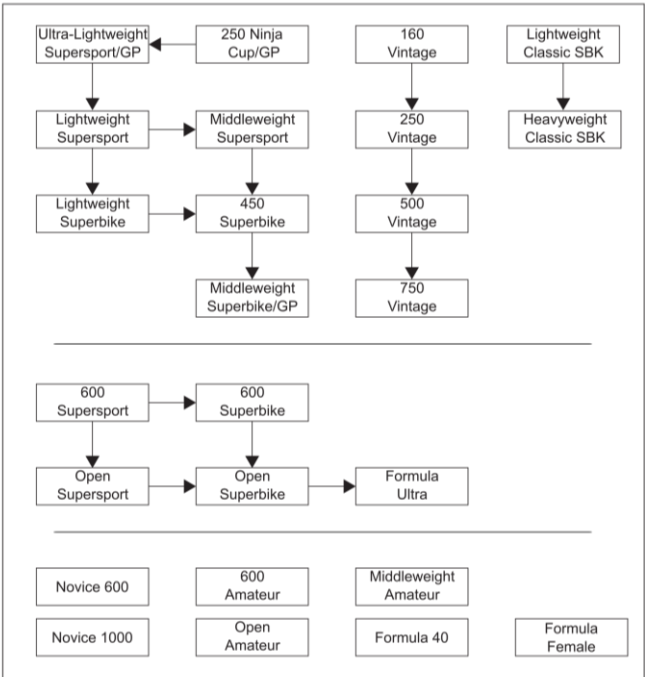 Ultra-Lightweight
Supersport/GP
250 Ninja
Cup/GP
160
Vintage
Lightweight
Classic SBK
Lightweight
Supersport
Middleweight
Supersport
250
Vintage
Heavyweight
Classic SBK
Lightweight
Superbike
450
Superbike
500
Vintage
Middleweight
Superbike/GP
750
Vintage
600
Supersport
600
Superbike
Open
Supersport
Open
Superbike
Formula
Ultra
Novice 600
600
Amateur
Middleweight
Amateur
Novice 1000
Open
Amateur
Formula 40
Formula
Female